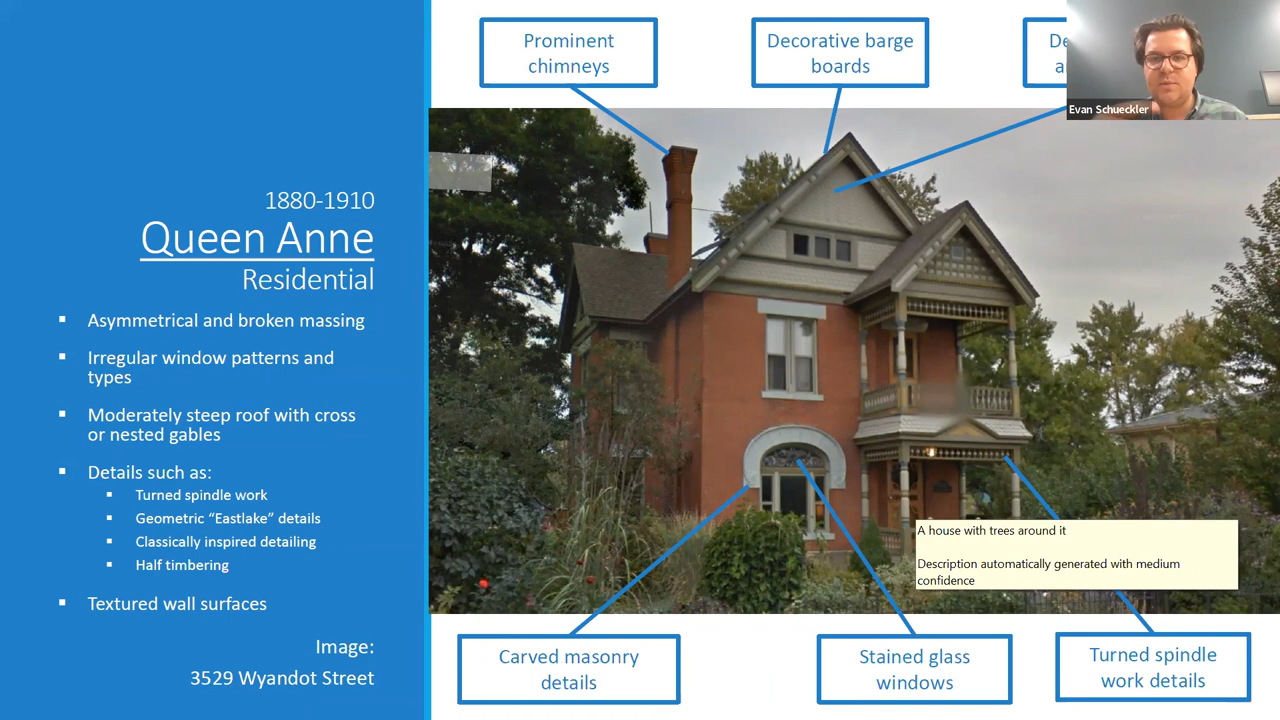 Prominent
chimneys
Decorative barge
boards
Evan Schueckler
1880-1910
Queen Anne
Residential
▪ Asymmetrical and broken massing
▪ Irregular window patterns and
types
▪ Moderately steep roof with cross
or nested gables
▪ Details such as:
▪ Turned spindle work
▪ Geometric “Eastlake” details
▪ Classically inspired detailing
▪ Half timbering
▪ Textured wall surfaces
Image:
3529 Wyandot Street
A house with trees around it
Description automatically generated with medium
confidence
Carved masonry
details
Stained glass
windows
Turned spindle
work details